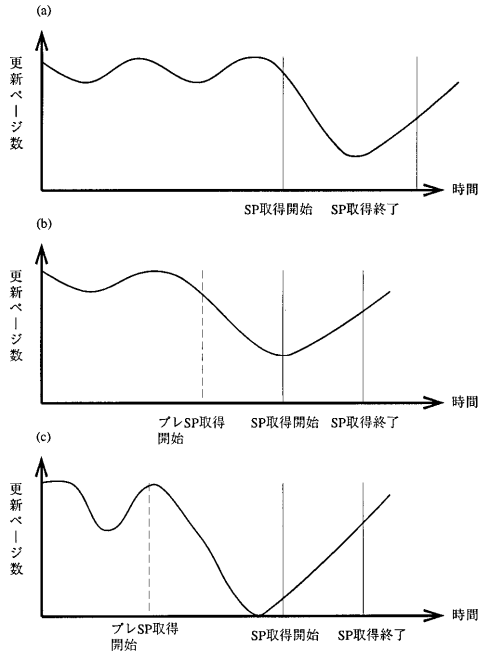 (a)
更新ページ数
SP取得開始 SP取得終了
時間
(b)
更新ページ数
プレSP取得
開始
SP取得開始 SP取得終了
時間
(c)
更新ページ数
プレSP取得
開始
SP取得開始 SP取得終了
時間